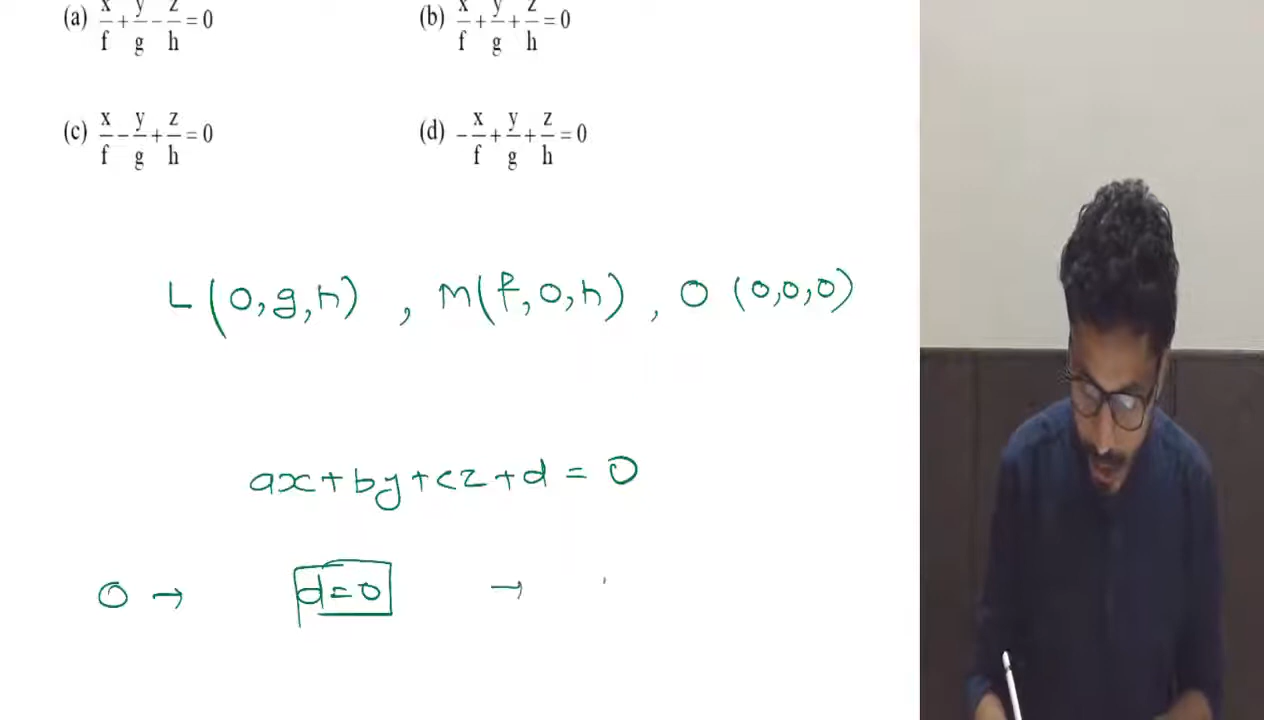 (a) x/f + y/g - z/h = 0 (b) x/f + y/g + z/h = 0
(c) x/f - y/g + z/h = 0 (d) - x/f + y/g + z/h = 0
L (0,g,h) , M(f,0,h) , O (0,0,0)
ax+by+cz+d = 0
O → d=0 →